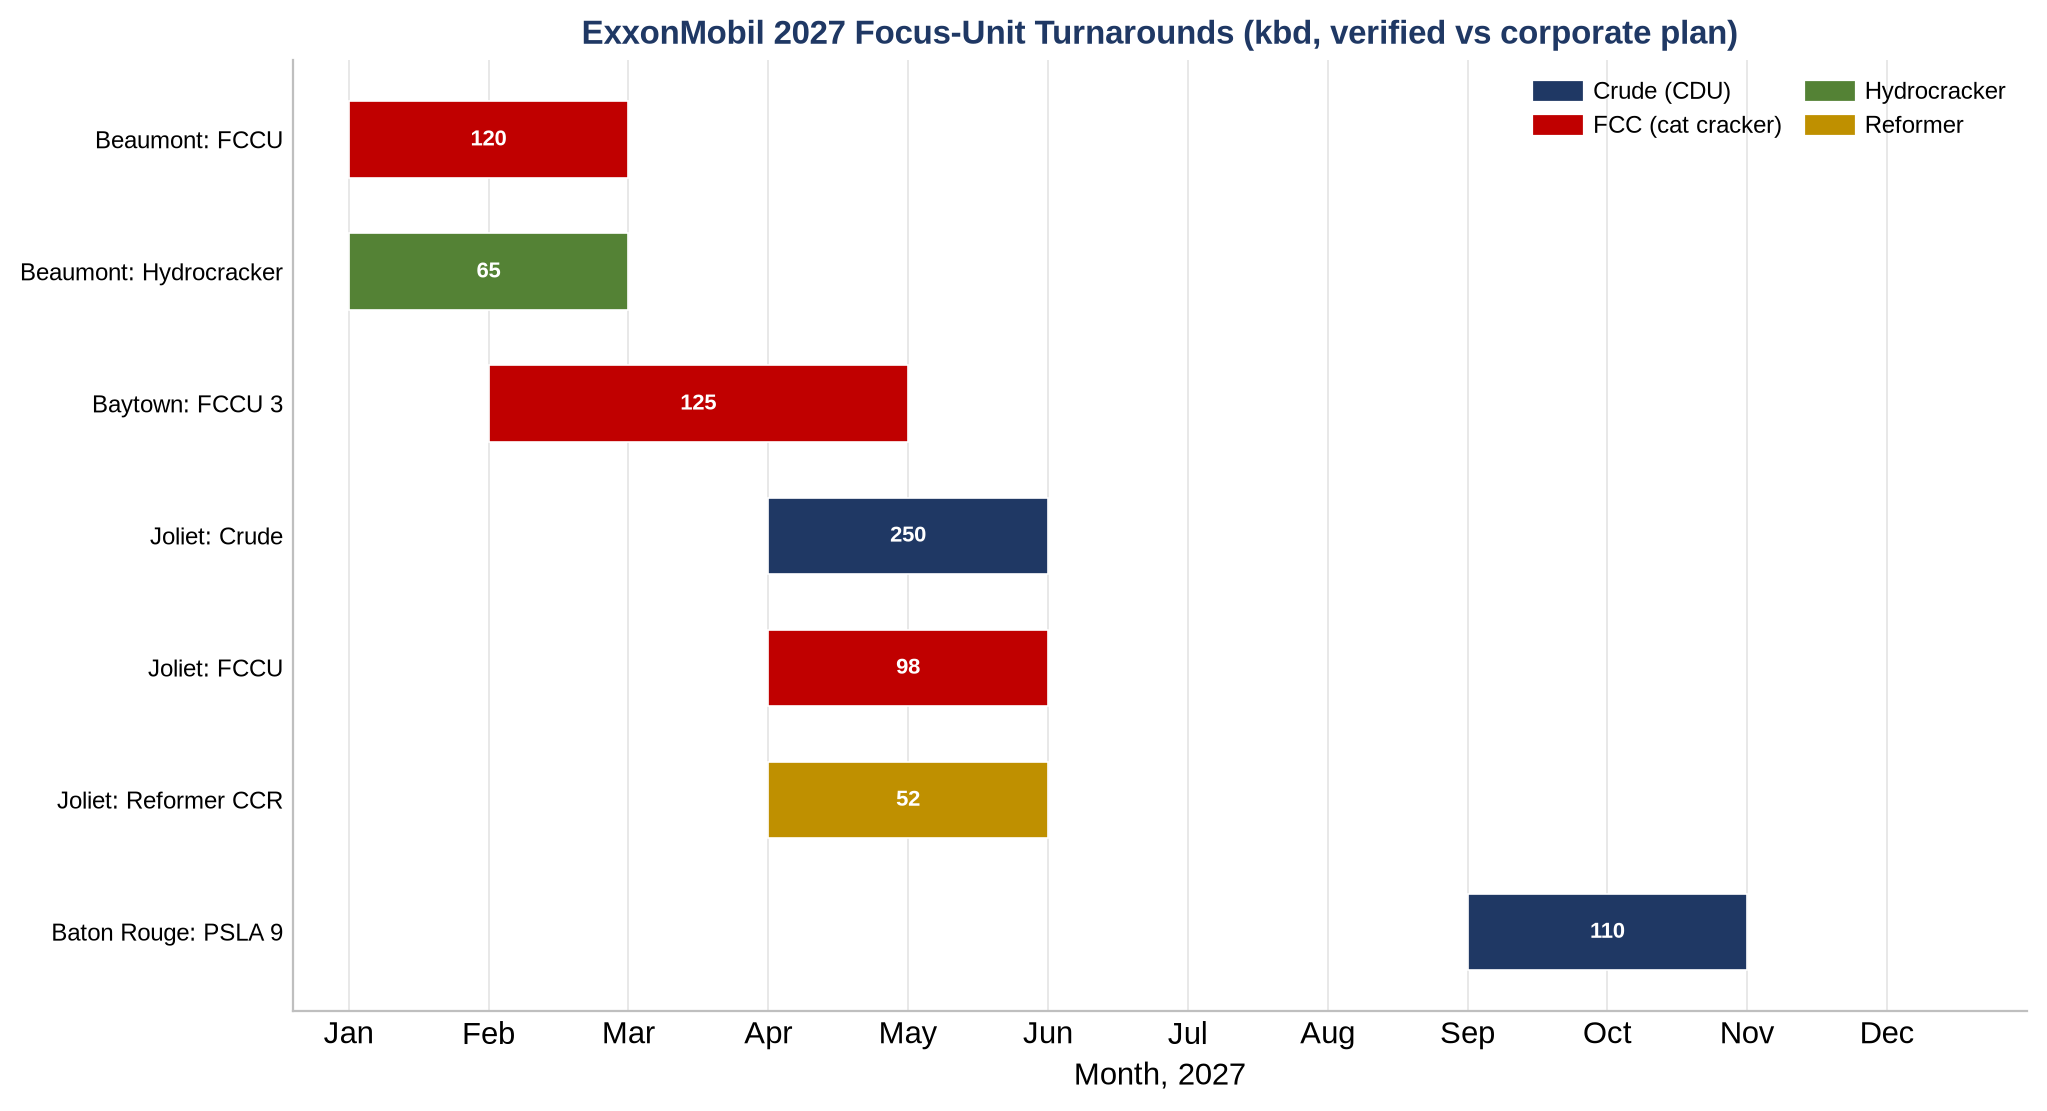 ExxonMobil 2027 Focus-Unit Turnarounds (kbd, verified vs corporate plan)
Crude (CDU)
Hydrocracker
FCC (cat cracker)
Reformer
Beaumont: FCCU
120
Beaumont: Hydrocracker
65
Baytown: FCCU 3
125
Joliet: Crude
250
Joliet: FCCU
98
Joliet: Reformer CCR
52
Baton Rouge: PSLA 9
110
Jan Feb Mar Apr May Jun Jul Aug Sep Oct Nov Dec
Month, 2027